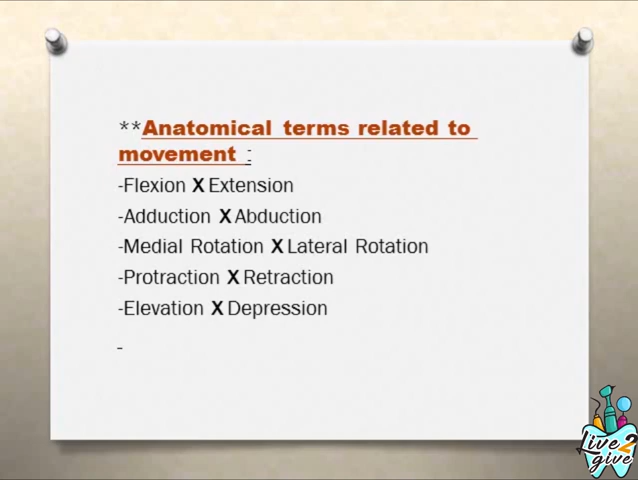 **Anatomical terms related to
movement :
-Flexion X Extension
-Adduction X Abduction
-Medial Rotation X Lateral Rotation
-Protraction X Retraction
-Elevation X Depression
-
Live 2
give